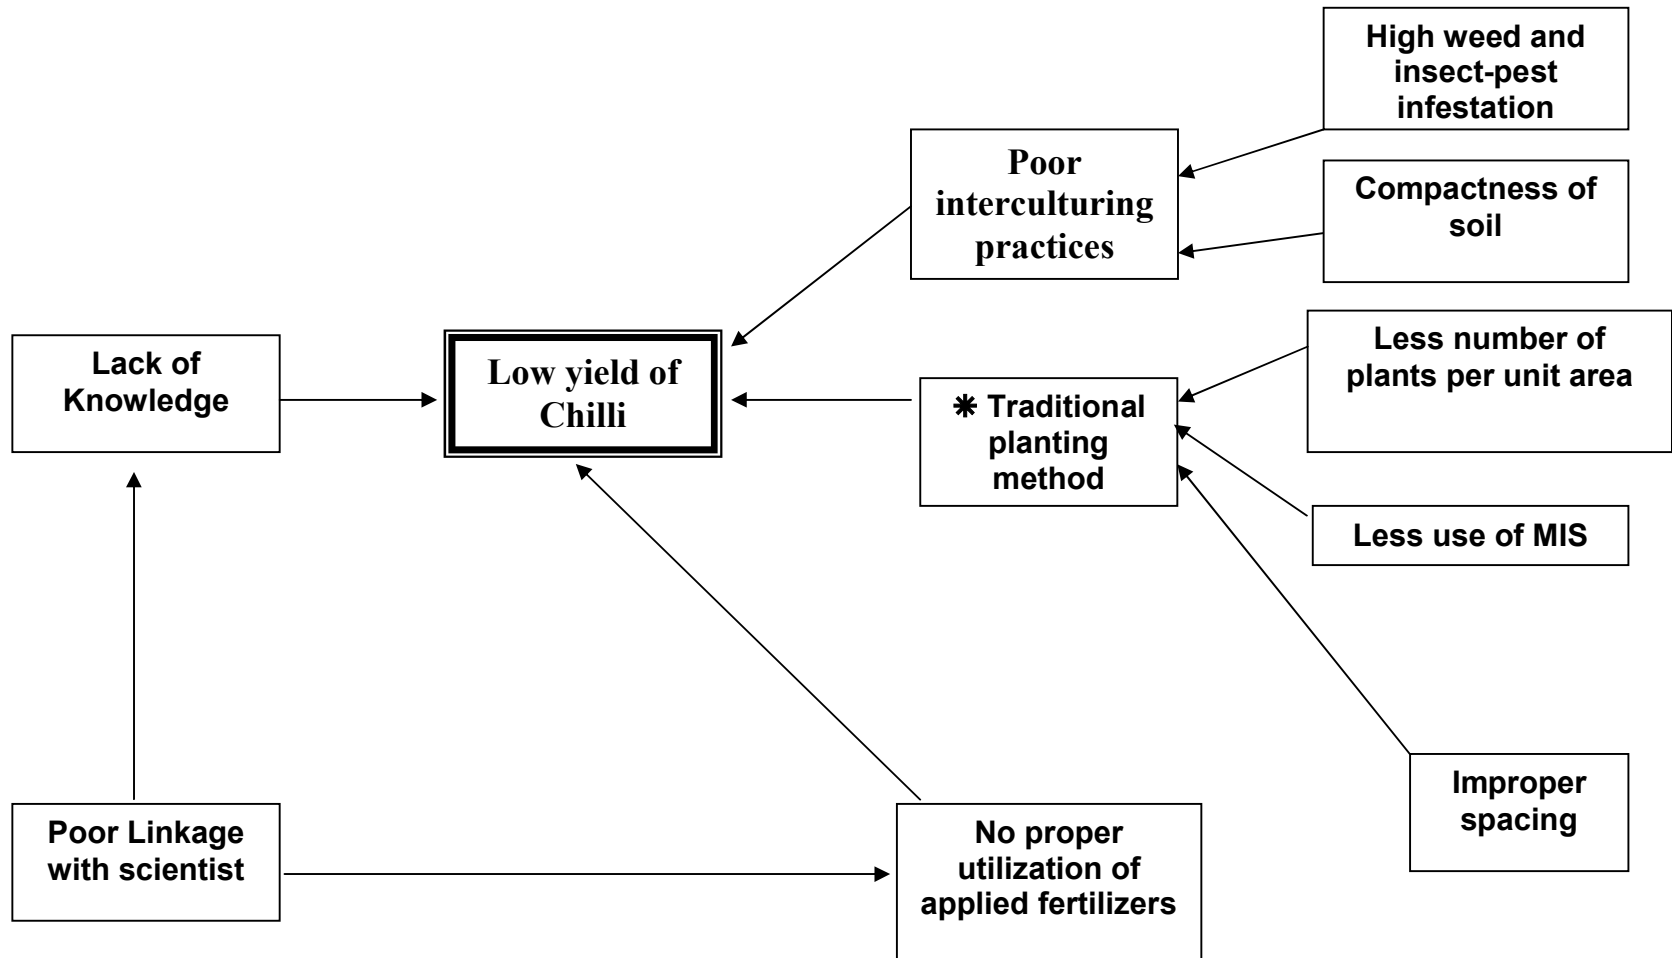 High weed and
insect-pest
infestation
Poor
interculturing
practices
Compactness of
soil
Lack of
Knowledge
Low yield of
Chilli
Less number of
plants per unit area
✱ Traditional
planting
method
Less use of MIS
Improper
spacing
Poor Linkage
with scientist
No proper
utilization of
applied fertilizers